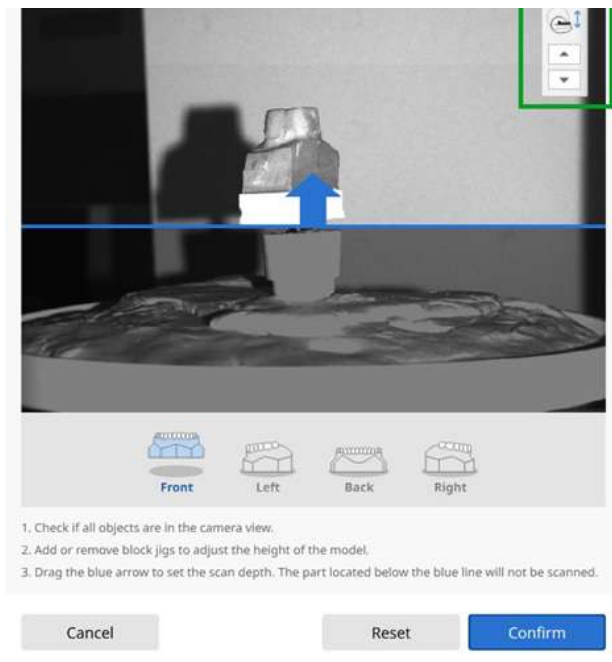 Front
Left
Back
Right
1. Check if all objects are in the camera view.
2. Add or remove block jigs to adjust the height of the model.
3. Drag the blue arrow to set the scan depth. The part located below the blue line will not be scanned.
Cancel
Reset
Confirm